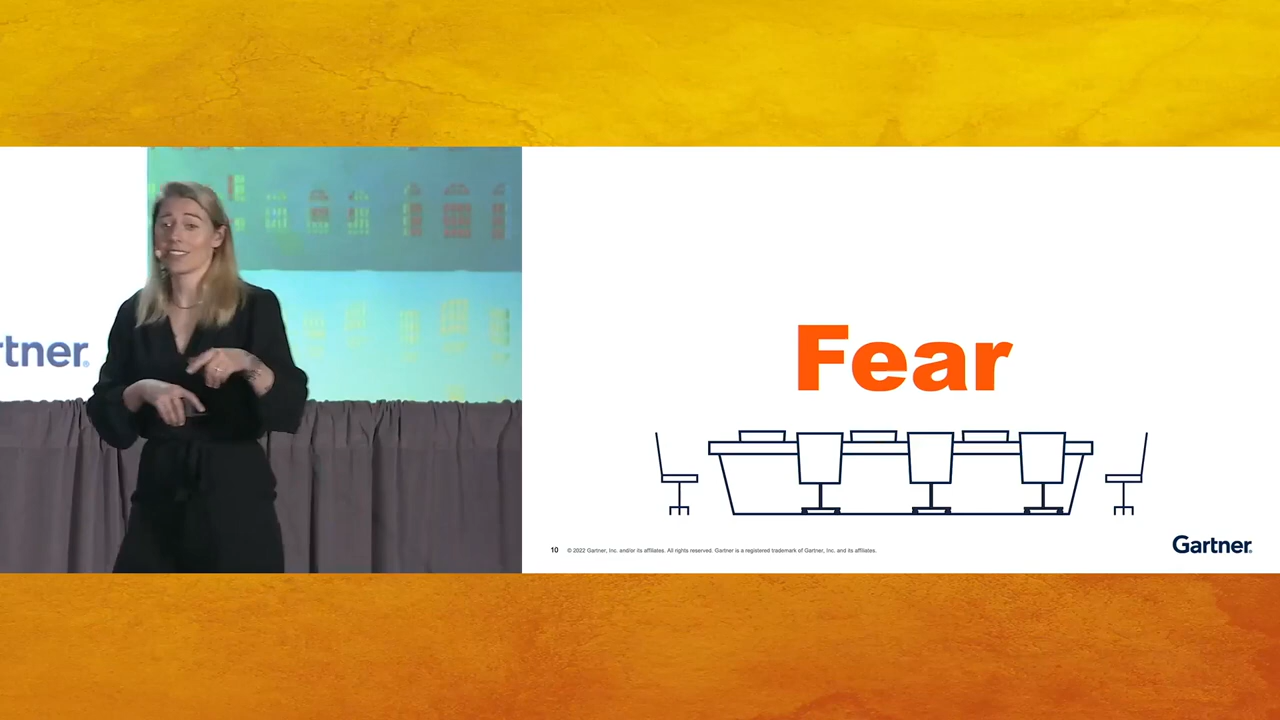 rtner.
Fear
10 © 2022 Gartner, Inc. and/or its affiliates. All rights reserved. Gartner is a registered trademark of Gartner, Inc. and its affiliates.
Gartner.